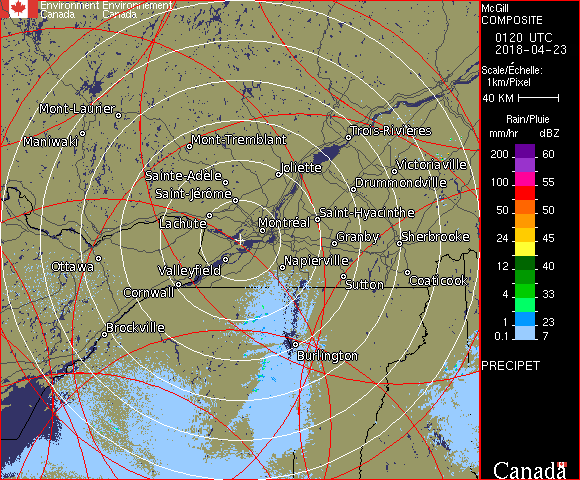 Environment Environnement
Canada Canada
McGill
COMPOSITE
0120 UTC
2018-04-23
Scale/Échelle:
1km/Pixel
40 KM
Rain/Pluie
mm/hr dBZ
200 60
100 55
50 50
24 45
12 40
4 33
1 23
0.1 7
PRECIPET
Canada
Mont-Laurier
Maniwaki
Mont-Tremblant
Trois-Rivières
Joliette
Victoriaville
Sainte-Adèle
Drummondville
Saint-Jérôme
Lachute
Saint-Hyacinthe
Montréal
Granby
Sherbrooke
Ottawa
Valleyfield
Napierville
Cornwall
Sutton
Coaticook
Brockville
Burlington